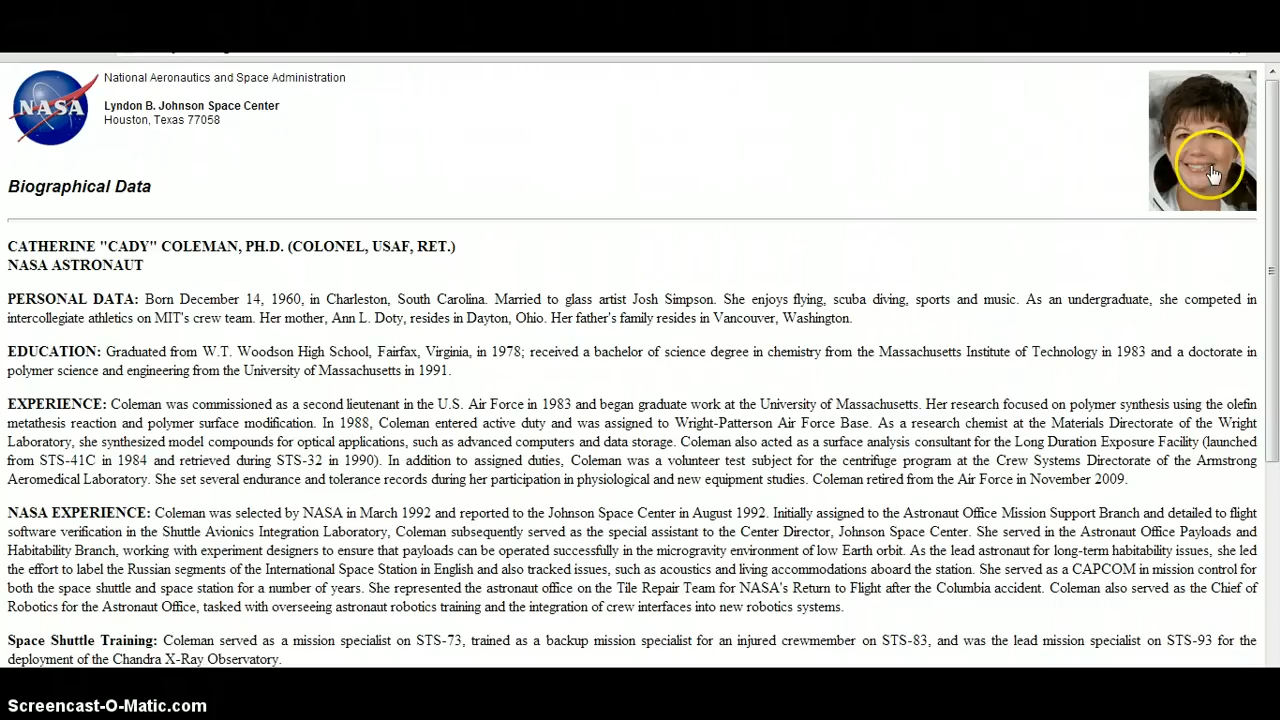 National Aeronautics and Space Administration
NASA
Lyndon B. Johnson Space Center
Houston, Texas 77058
Biographical Data
CATHERINE "CADY" COLEMAN, PH.D. (COLONEL, USAF, RET.)
NASA ASTRONAUT
PERSONAL DATA: Born December 14, 1960, in Charleston, South Carolina. Married to glass artist Josh Simpson. She enjoys flying, scuba diving, sports and music. As an undergraduate, she competed in
intercollegiate athletics on MIT's crew team. Her mother, Ann L. Doty, resides in Dayton, Ohio. Her father's family resides in Vancouver, Washington.
EDUCATION: Graduated from W.T. Woodson High School, Fairfax, Virginia, in 1978; received a bachelor of science degree in chemistry from the Massachusetts Institute of Technology in 1983 and a doctorate in
polymer science and engineering from the University of Massachusetts in 1991.
EXPERIENCE: Coleman was commissioned as a second lieutenant in the U.S. Air Force in 1983 and began graduate work at the University of Massachusetts. Her research focused on polymer synthesis using the olefin
metathesis reaction and polymer surface modification. In 1988, Coleman entered active duty and was assigned to Wright-Patterson Air Force Base. As a research chemist at the Materials Directorate of the Wright
Laboratory, she synthesized model compounds for optical applications, such as advanced computers and data storage. Coleman also acted as a surface analysis consultant for the Long Duration Exposure Facility (launched
from STS-41C in 1984 and retrieved during STS-32 in 1990). In addition to assigned duties, Coleman was a volunteer test subject for the centrifuge program at the Crew Systems Directorate of the Armstrong
Aeromedical Laboratory. She set several endurance and tolerance records during her participation in physiological and new equipment studies. Coleman retired from the Air Force in November 2009.
NASA EXPERIENCE: Coleman was selected by NASA in March 1992 and reported to the Johnson Space Center in August 1992. Initially assigned to the Astronaut Office Mission Support Branch and detailed to flight
software verification in the Shuttle Avionics Integration Laboratory, Coleman subsequently served as the special assistant to the Center Director, Johnson Space Center. She served in the Astronaut Office Payloads and
Habitability Branch, working with experiment designers to ensure that payloads can be operated successfully in the microgravity environment of low Earth orbit. As the lead astronaut for long-term habitability issues, she led
the effort to label the Russian segments of the International Space Station in English and also tracked issues, such as acoustics and living accommodations aboard the station. She served as a CAPCOM in mission control for
both the space shuttle and space station for a number of years. She represented the astronaut office on the Tile Repair Team for NASA's Return to Flight after the Columbia accident. Coleman also served as the Chief of
Robotics for the Astronaut Office, tasked with overseeing astronaut robotics training and the integration of crew interfaces into new robotics systems.
Space Shuttle Training: Coleman served as a mission specialist on STS-73, trained as a backup mission specialist for an injured crewmember on STS-83, and was the lead mission specialist on STS-93 for the
deployment of the Chandra X-Ray Observatory.
Screencast-O-Matic.com